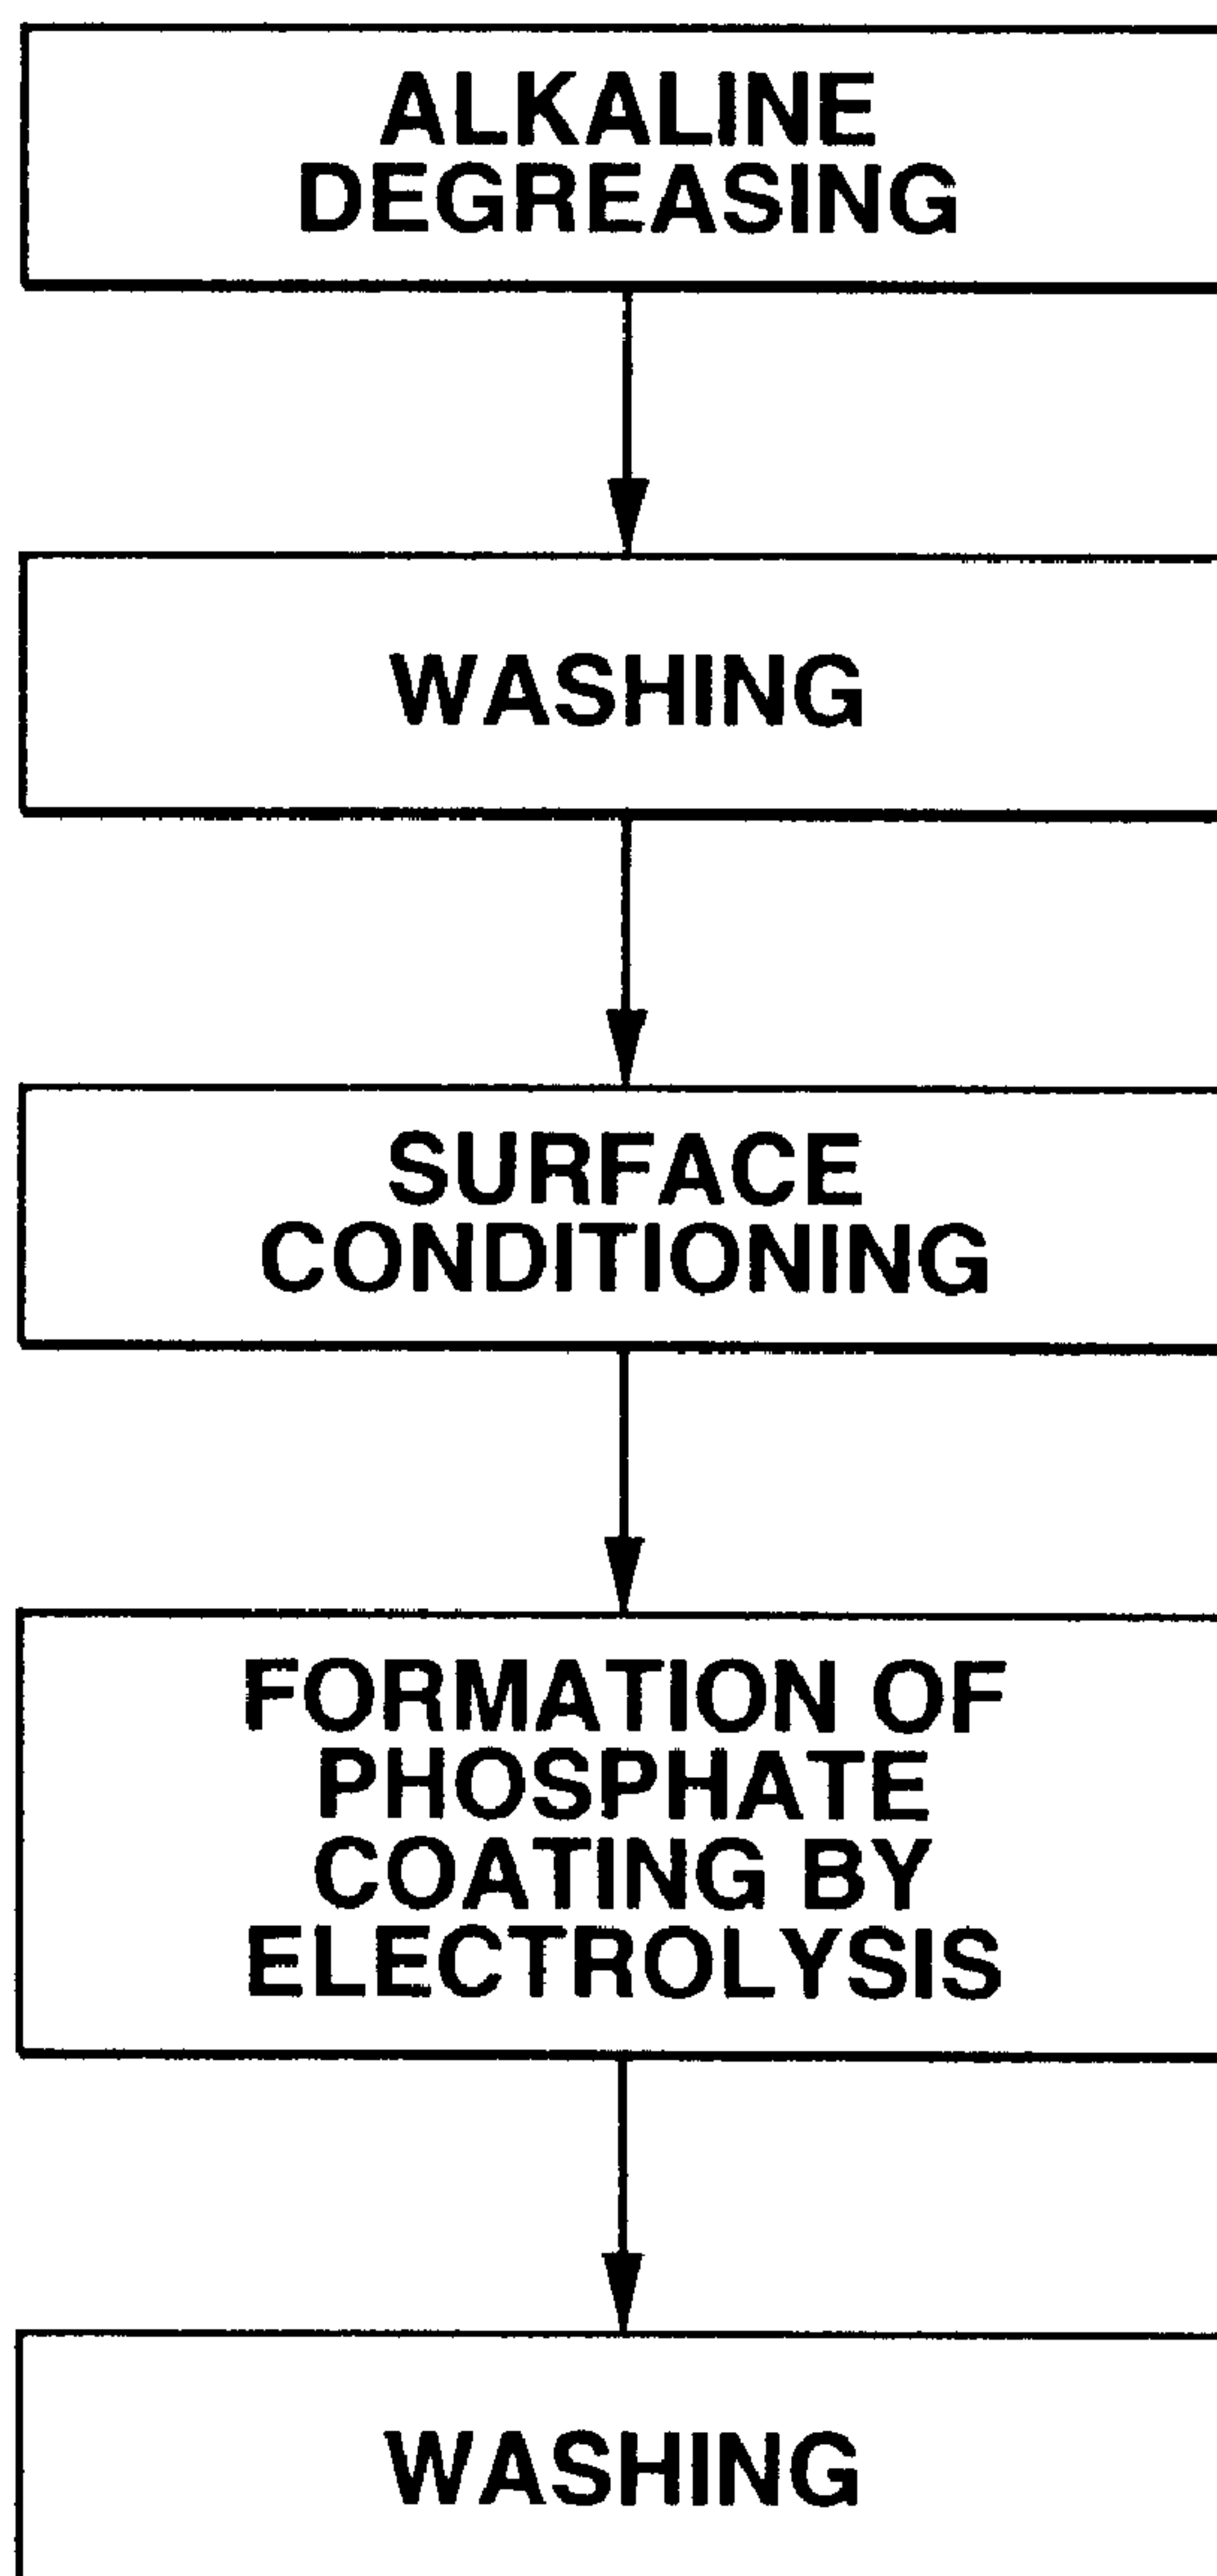 ALKALINE
DEGREASING
WASHING
SURFACE
CONDITIONING
FORMATION OF
PHOSPHATE
COATING BY
ELECTROLYSIS
WASHING